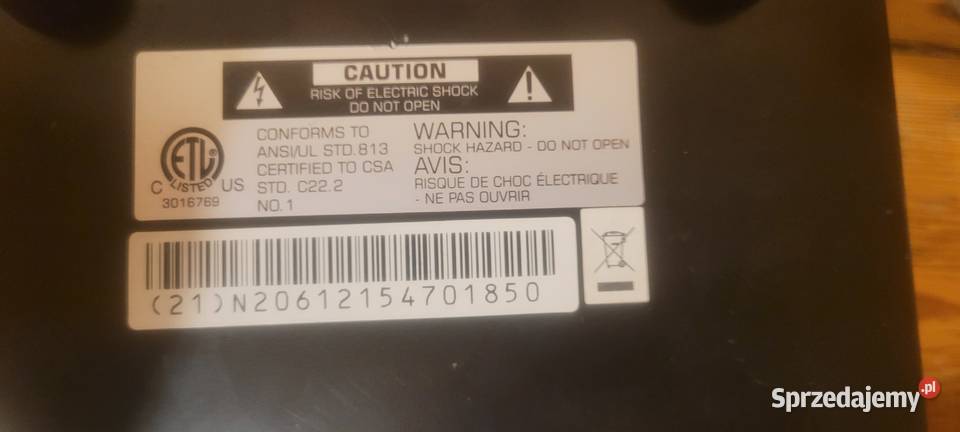 CAUTION
RISK OF ELECTRIC SHOCK
DO NOT OPEN
ETL
C LISTED US
3016769
CONFORMS TO
ANSI/UL STD.813
CERTIFIED TO CSA
STD. C22.2
NO.1
WARNING:
SHOCK HAZARD - DO NOT OPEN
AVIS:
RISQUE DE CHOC ÉLECTRIQUE
- NE PAS OUVRIR
(21)N20612154701850
Sprzedajemy.pl